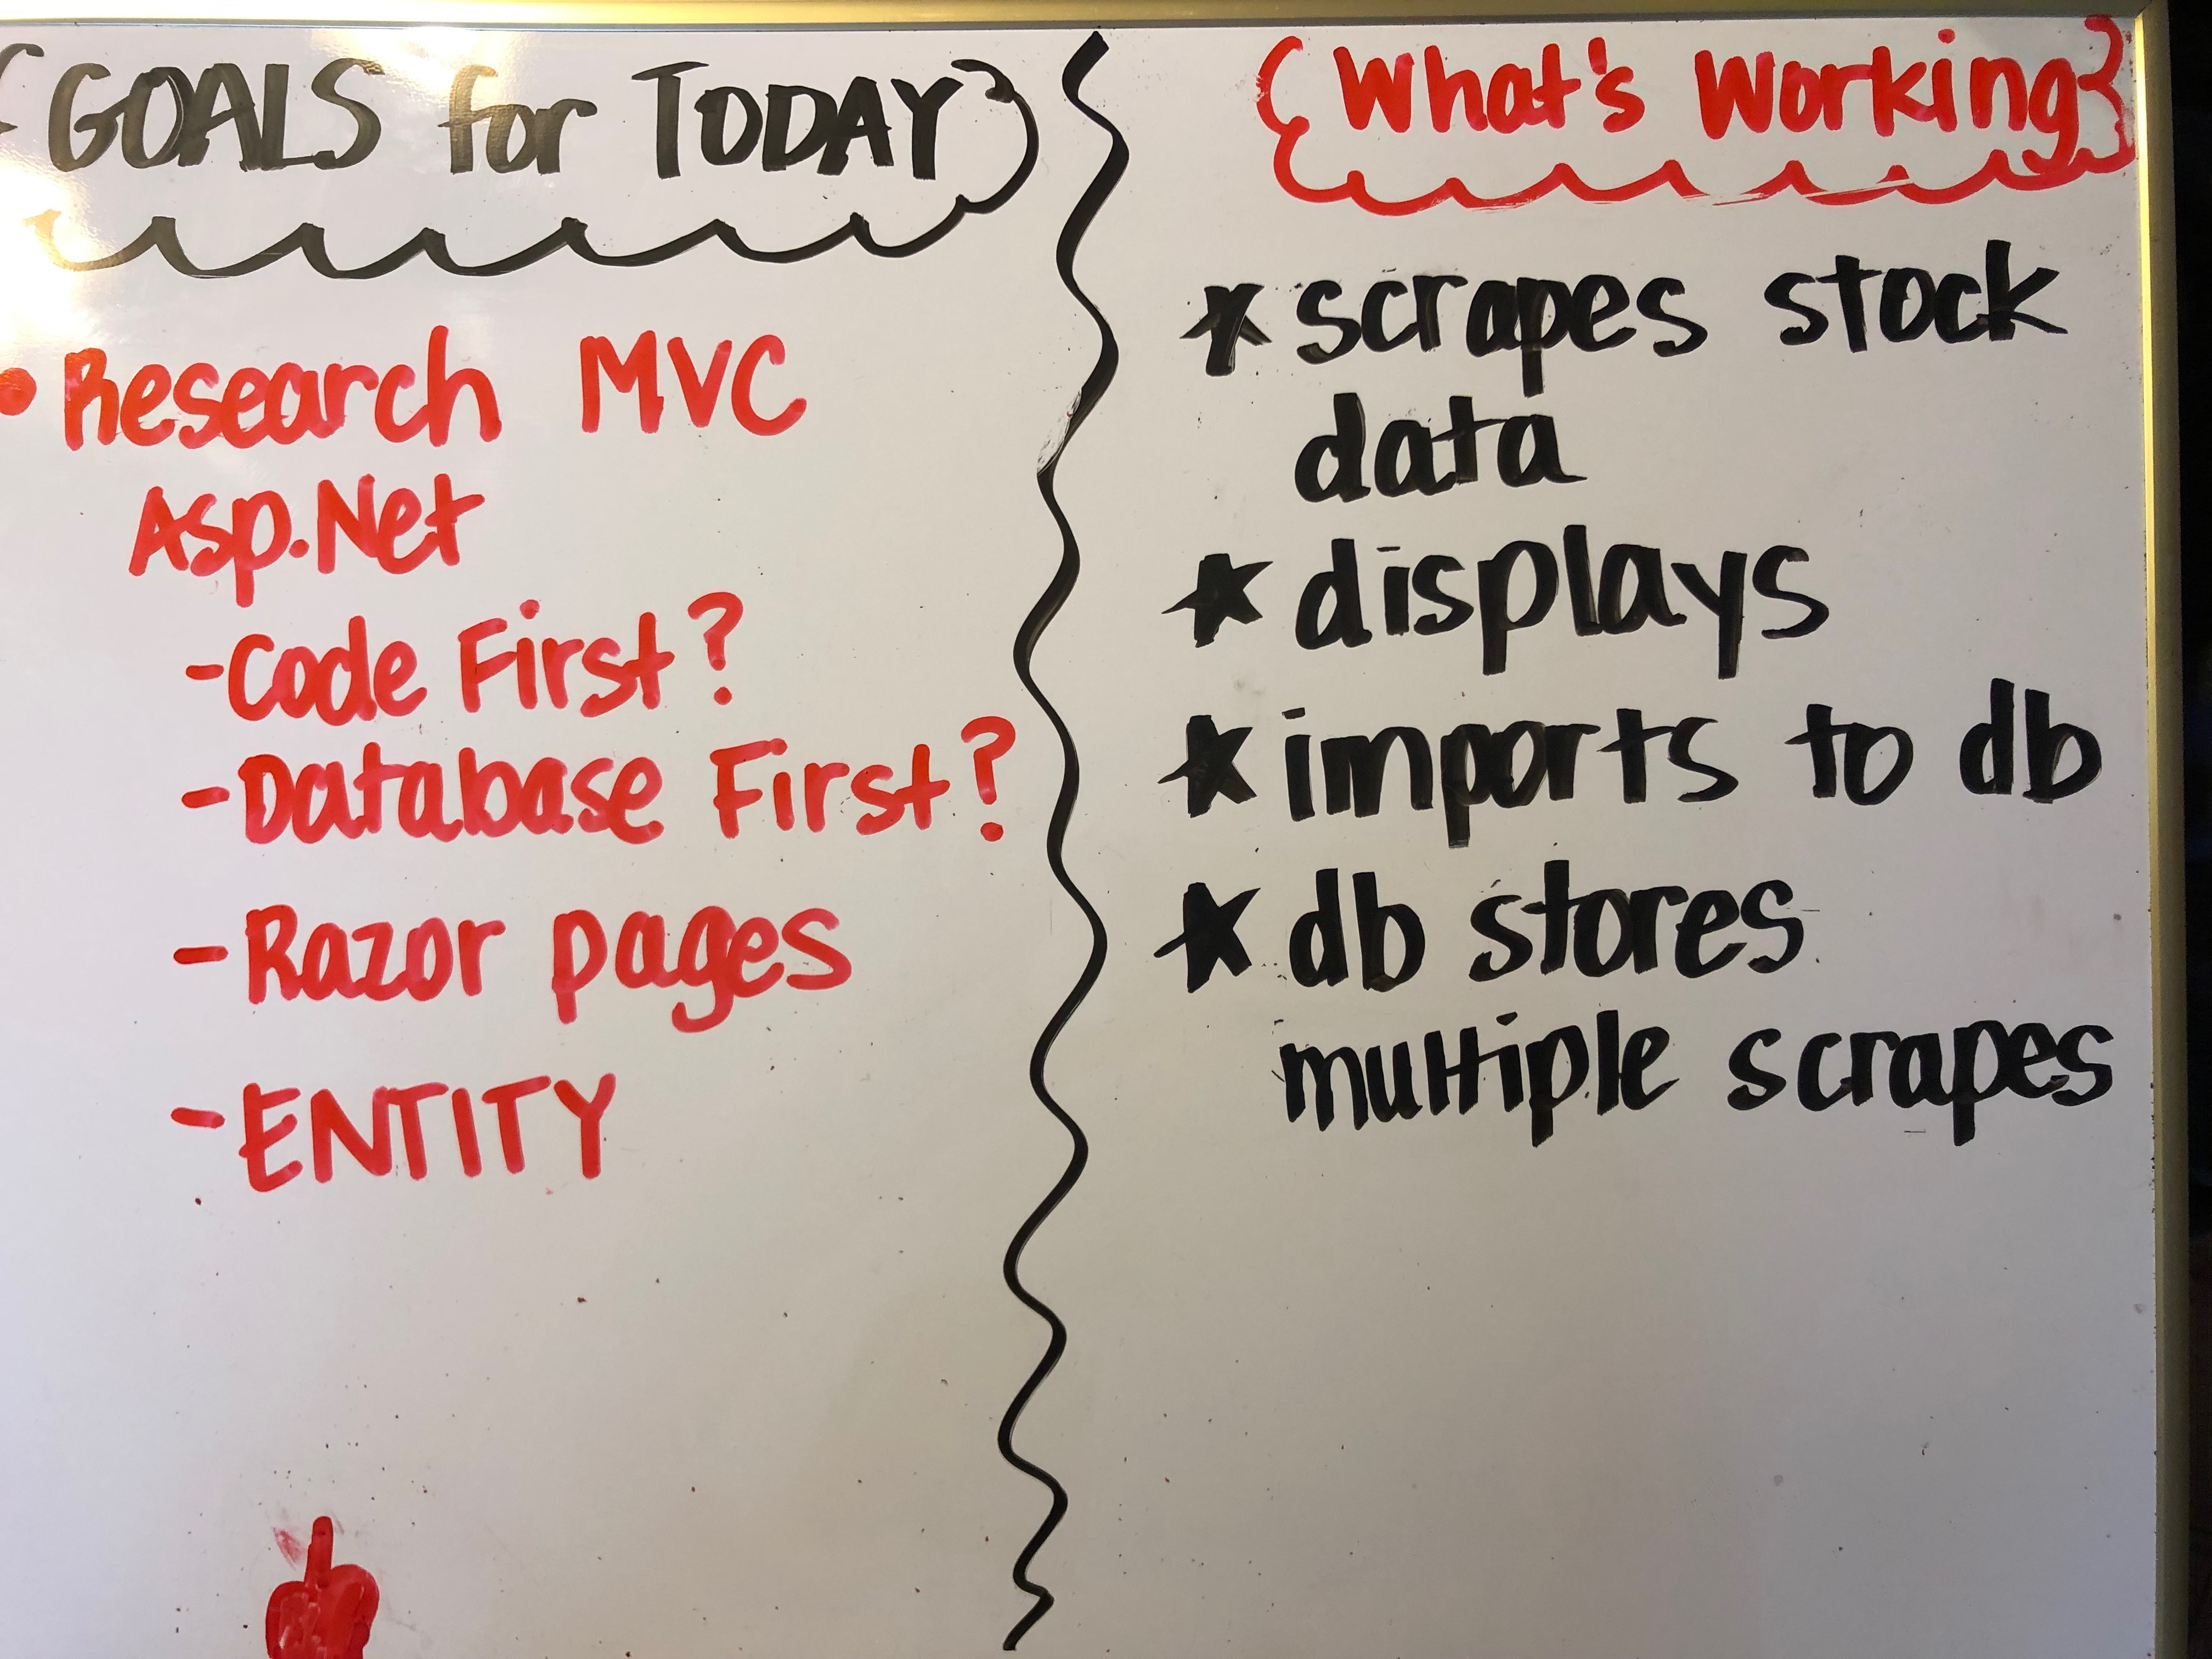 {GOALS for TODAY}
• Research MVC
Asp.Net
- Code First?
- Database First?
- Razor pages
- ENTITY
{What's Working}
* scrapes stock
data
* displays
* imports to db
* db stores
multiple scrapes